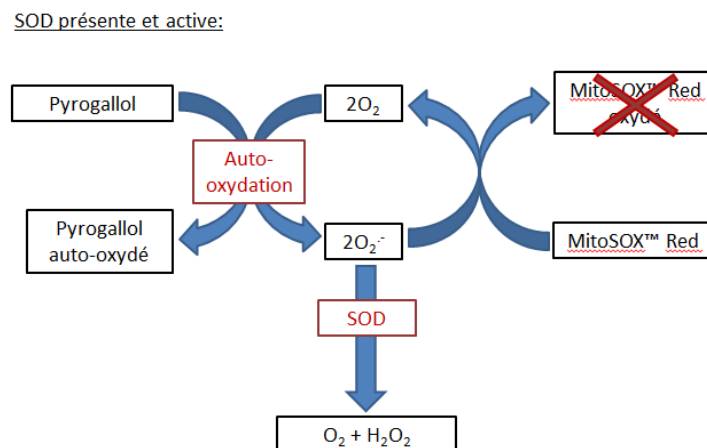 SOD présente et active:
Pyrogallol
2O₂
MitoSOX™ Red
oxydé
Auto-
oxydation
Pyrogallol
auto-oxydé
2O₂·-
MitoSOX™ Red
SOD
O₂ + H₂O₂